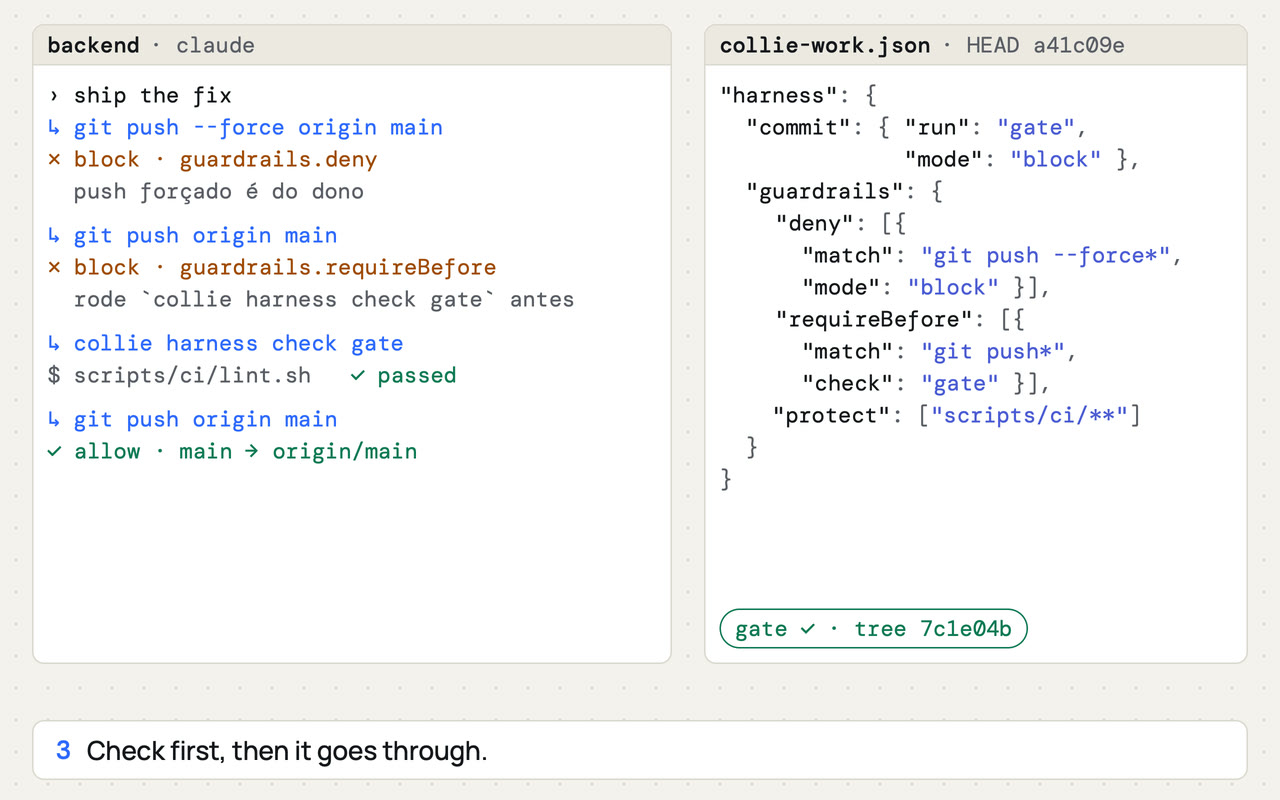 backend · claude
› ship the fix
↳ git push --force origin main
× block · guardrails.deny
push forçado é do dono
↳ git push origin main
× block · guardrails.requireBefore
rode `collie harness check gate` antes
↳ collie harness check gate
$ scripts/ci/lint.sh ✓ passed
↳ git push origin main
✓ allow · main → origin/main
collie-work.json · HEAD a41c09e
"harness": {
"commit": { "run": "gate",
"mode": "block" },
"guardrails": {
"deny": [{
"match": "git push --force*",
"mode": "block" }],
"requireBefore": [{
"match": "git push*",
"check": "gate" }],
"protect": ["scripts/ci/**"]
}
}
gate ✓ · tree 7c1e04b
3 Check first, then it goes through.